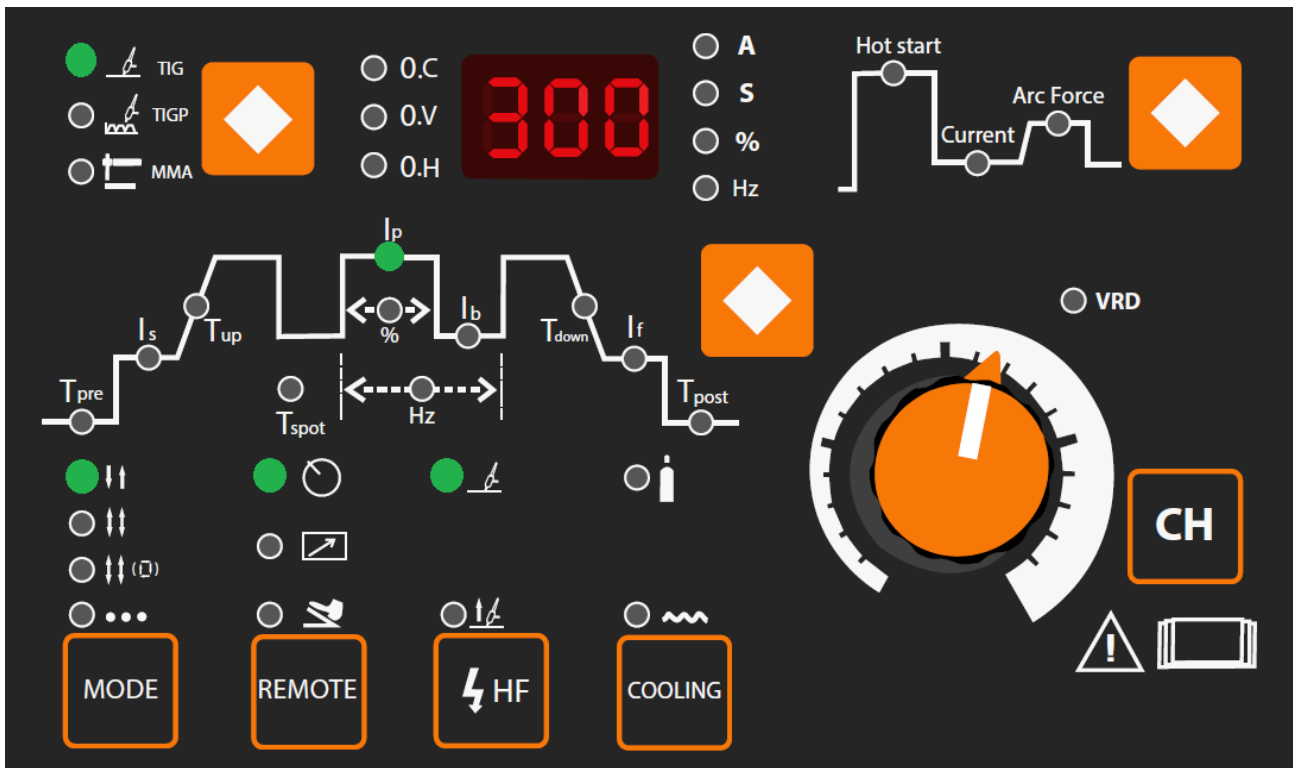 TIG
TIGP
MMA
0.C
0.V
0.H
300
A
S
%
Hz
Hot start
Current
Arc Force
Tpre
Is
Tup
Tspot
Ip
%
Ib
Hz
Tdown
If
Tpost
VRD
(0)
MODE
REMOTE
HF
COOLING
CH
!